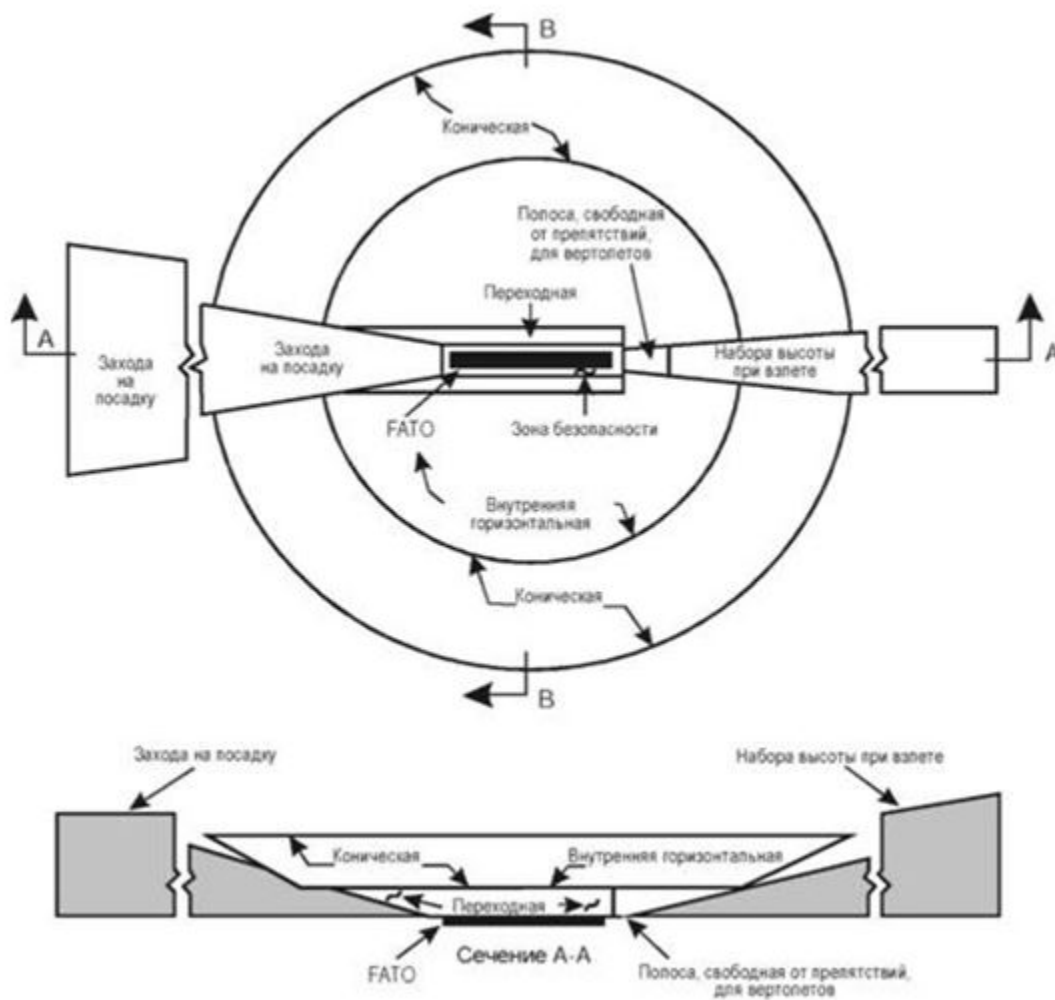 B
Коническая
Полоса, свободная
от препятствий,
для вертолетов
Переходная
A
Захода
на
посадку
Захода
на посадку
Набора высоты
при взлете
A
FATO
Зона безопасности
Внутренняя
горизонтальная
Коническая
B
Захода на посадку
Набора высоты при взлете
Коническая
Внутренняя горизонтальная
Переходная
FATO
Сечение A-A
Полоса, свободная от препятствий,
для вертолетов